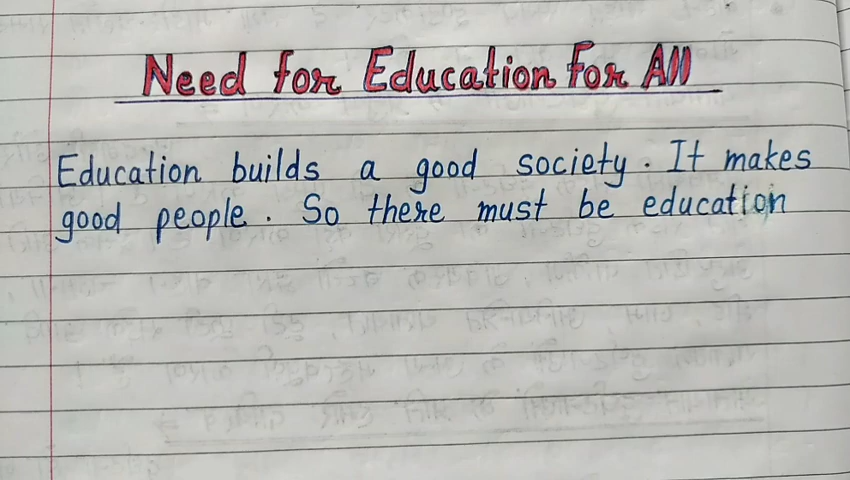 Need for Education For All
Education builds a good society. It makes
good people. So there must be education